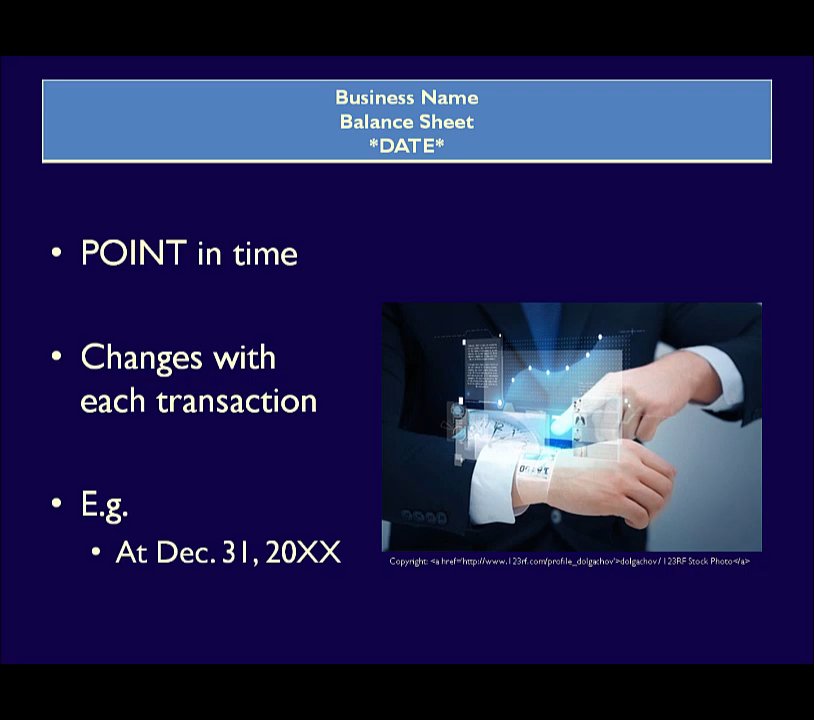 Business Name
Balance Sheet
*DATE*
• POINT in time
• Changes with
each transaction
• E.g.
• At Dec. 31, 20XX
Copyright: <a href='http://www.123rf.com/profile_dolgachov'>dolgachov / 123RF Stock Photo</a>